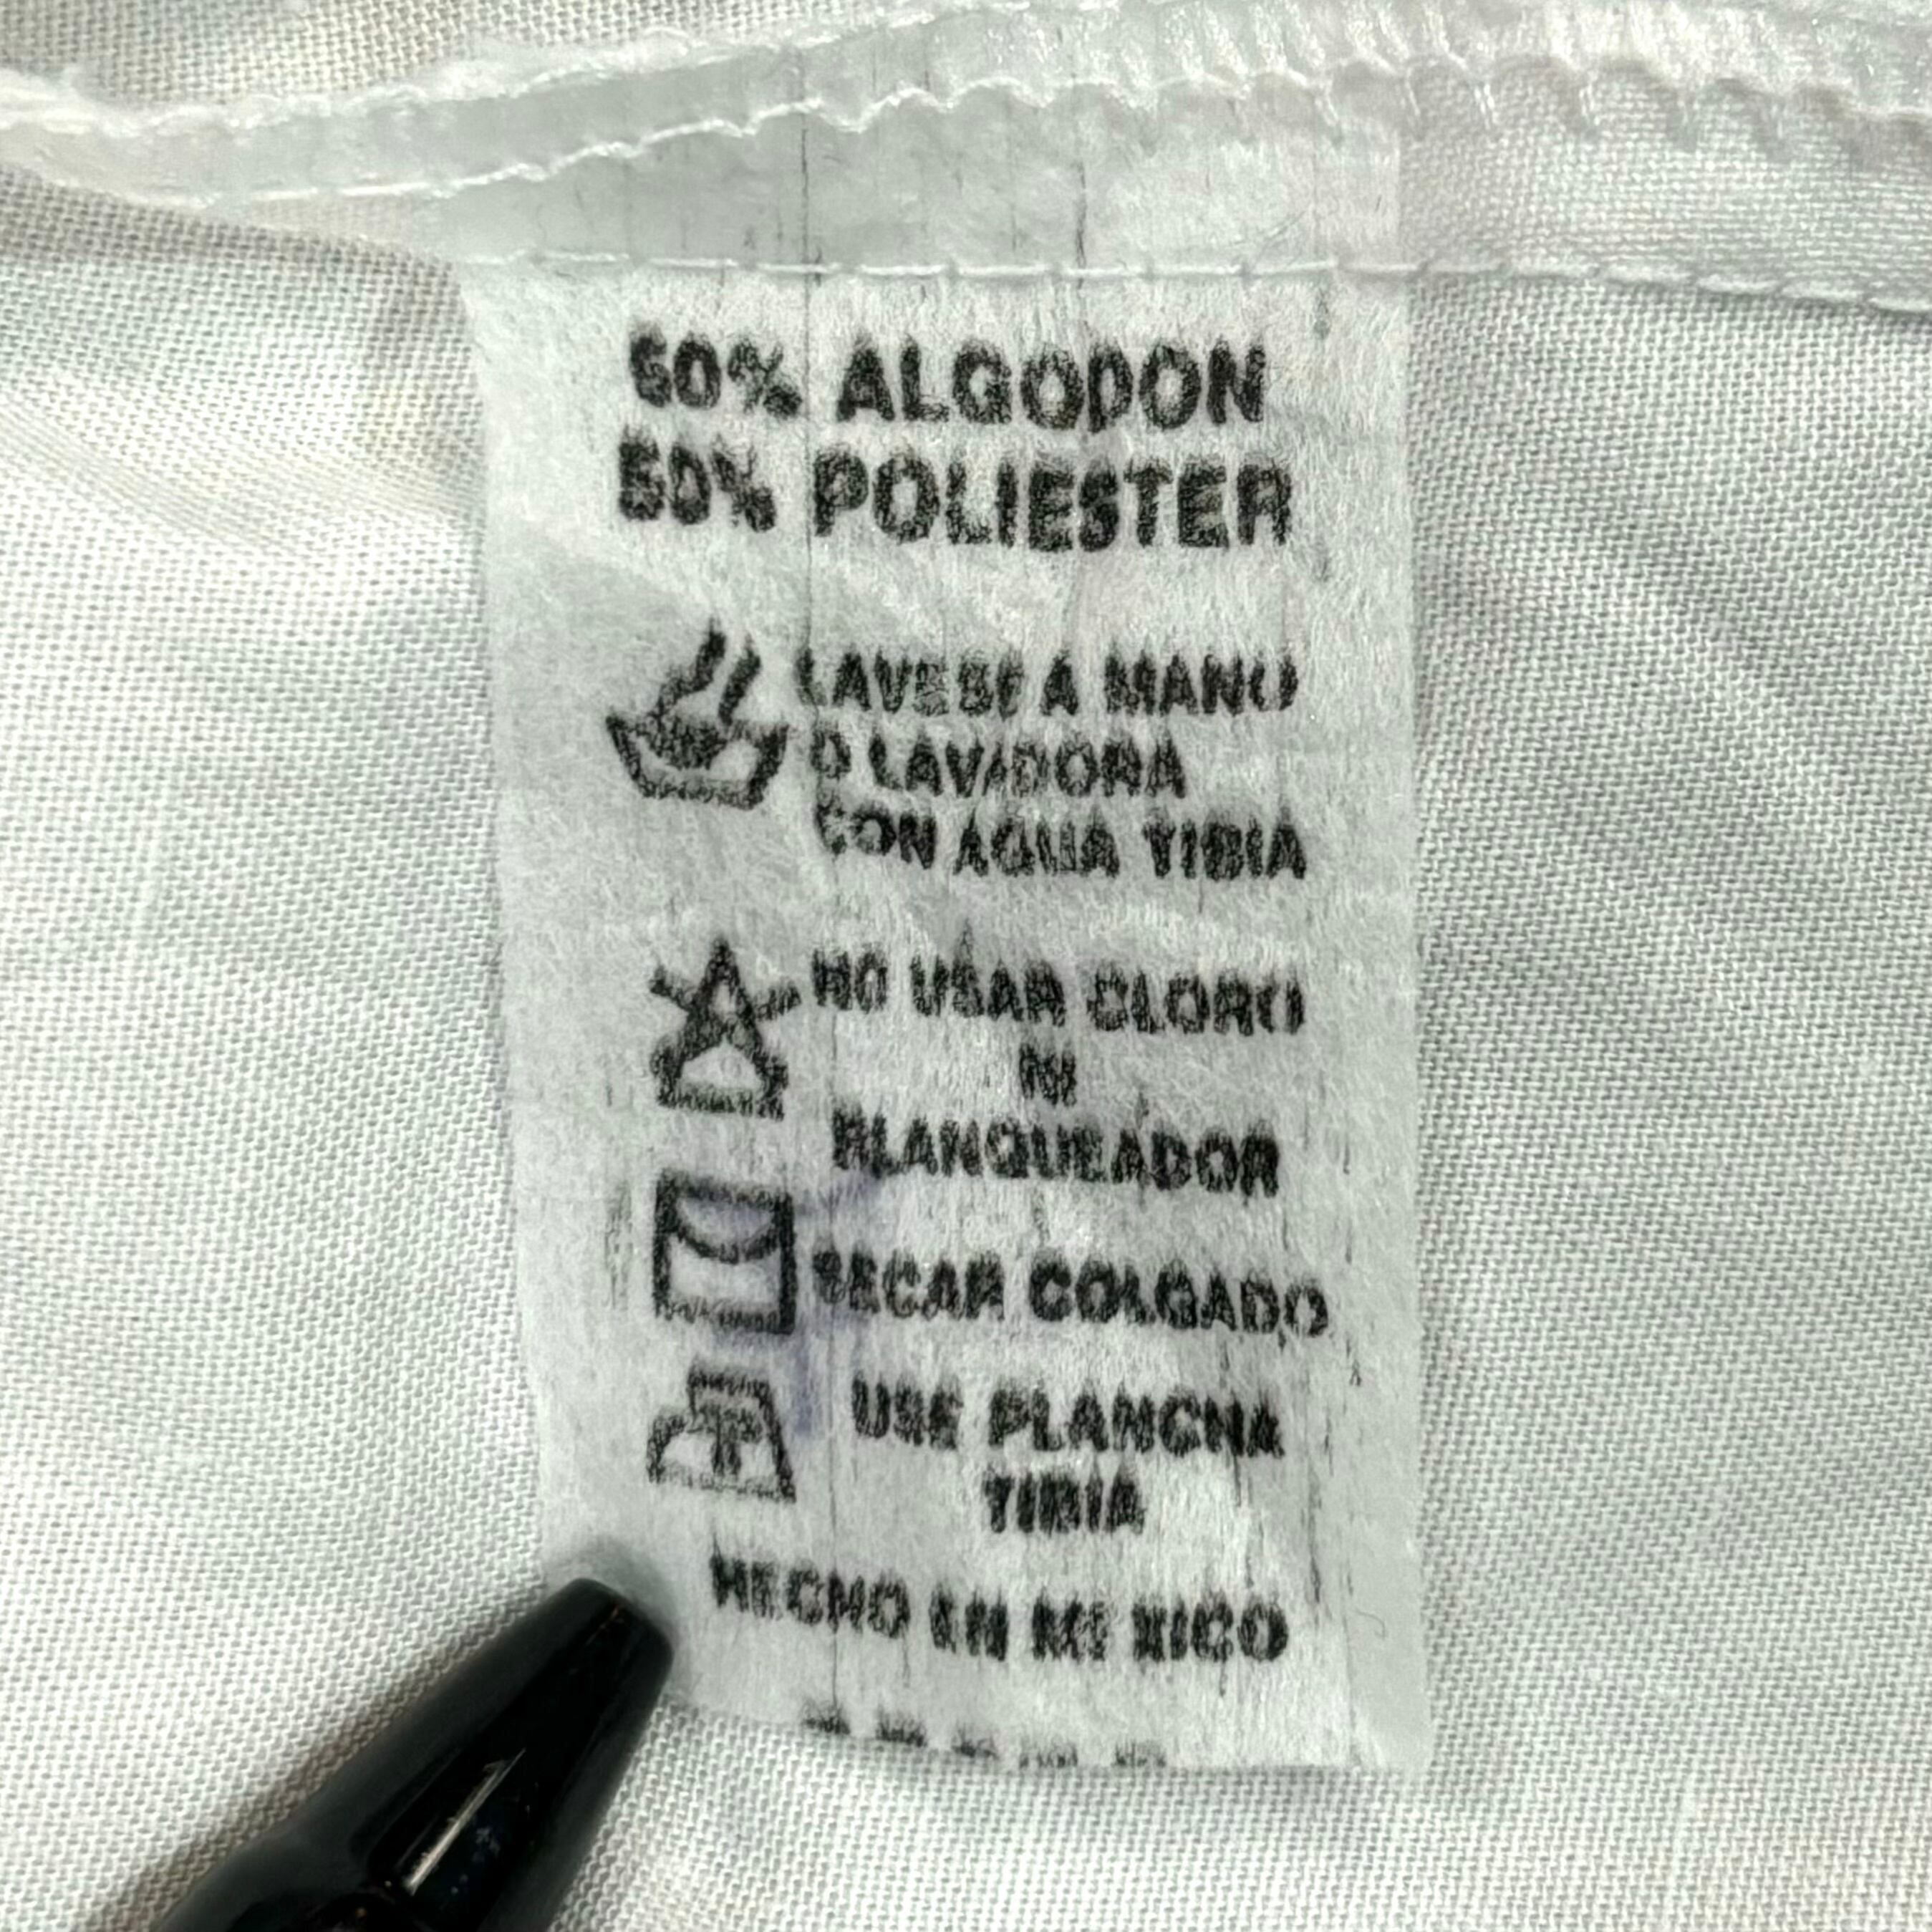 50% ALGODON
50% POLIESTER
LAVESE A MANO
O LAVADORA
CON AGUA TIBIA
NO USAR CLORO
NI
BLANQUEADOR
SECAR COLGADO
USE PLANCHA
TIBIA
HECHO EN MEXICO